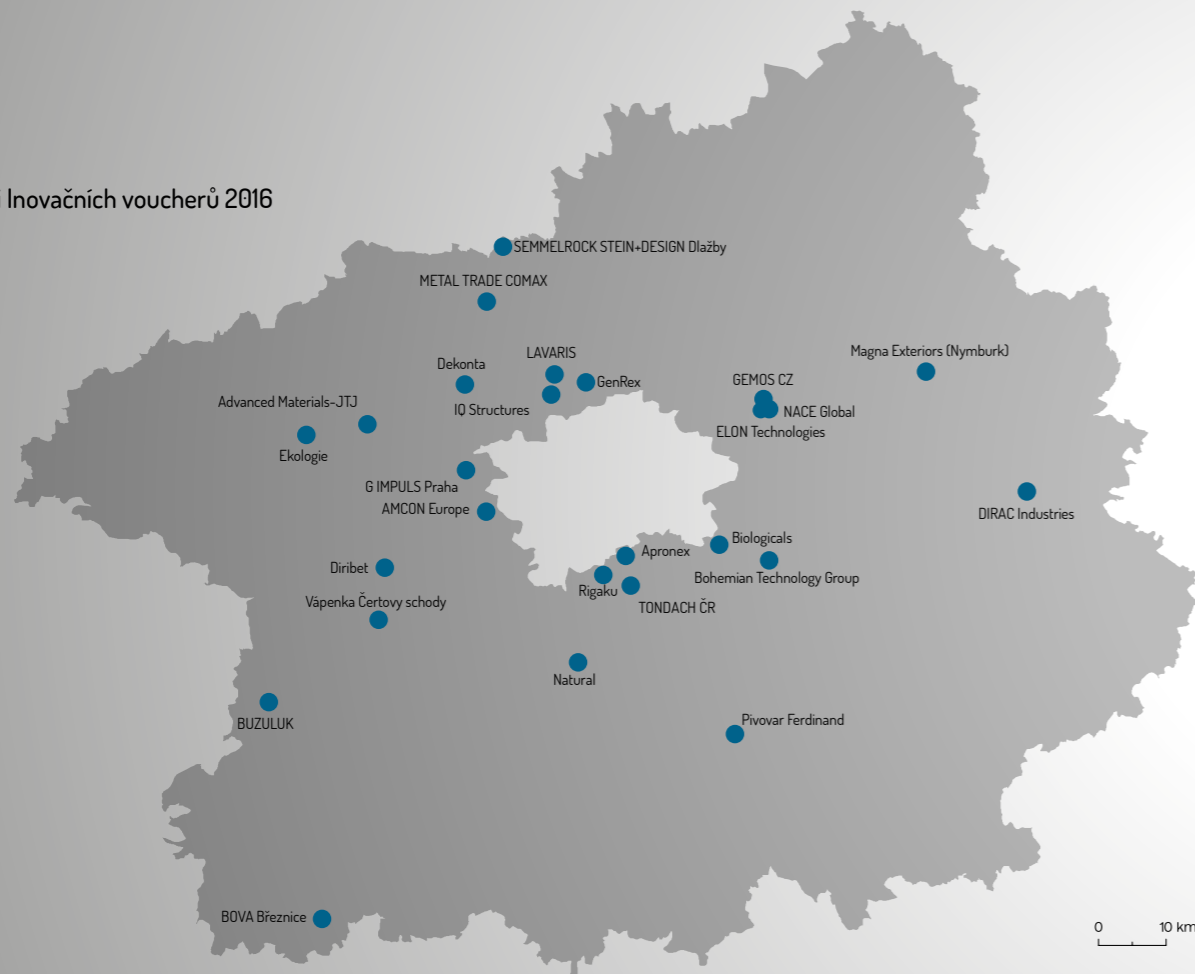 Inovačních voucherů 2016
SEMMELROCK STEIN+DESIGN Dlažby
METAL TRADE COMAX
LAVARIS
Magna Exteriors (Nymburk)
Dekonta
GenRex
GEMOS CZ
Advanced Materials-JTJ
IQ Structures
NACE Global
ELON Technologies
Ekologie
G IMPULS Praha
AMCON Europe
DIRAC Industries
Biologicals
Apronex
Diribet
Bohemian Technology Group
Rigaku
Vápenka Čertovy schody
TONDACH ČR
Natural
Pivovar Ferdinand
BUZULUK
BOVA Březnice
0 10 km